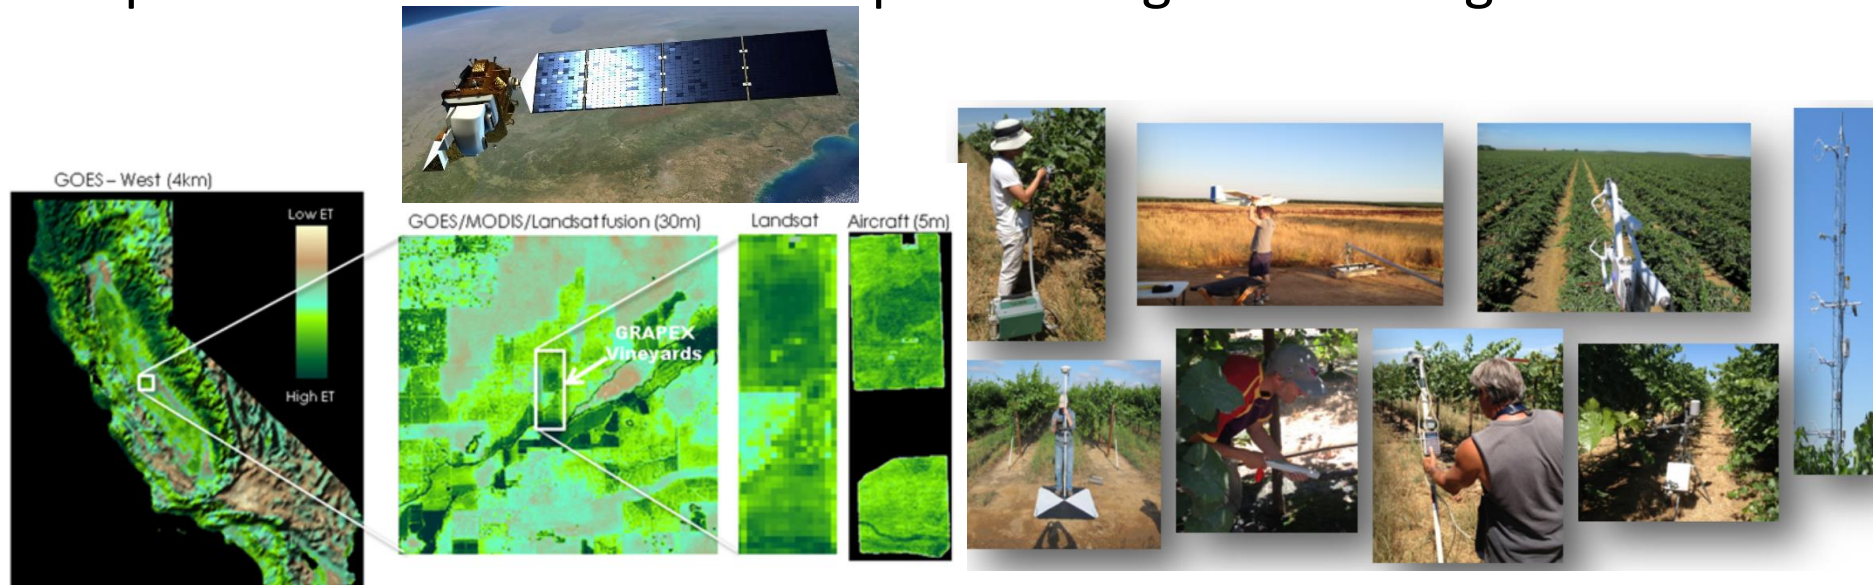 GOES – West (4km)
Low ET
High ET
GOES/MODIS/Landsat fusion (30m)
GRAPEX
Vineyards
Landsat
Aircraft (5m)